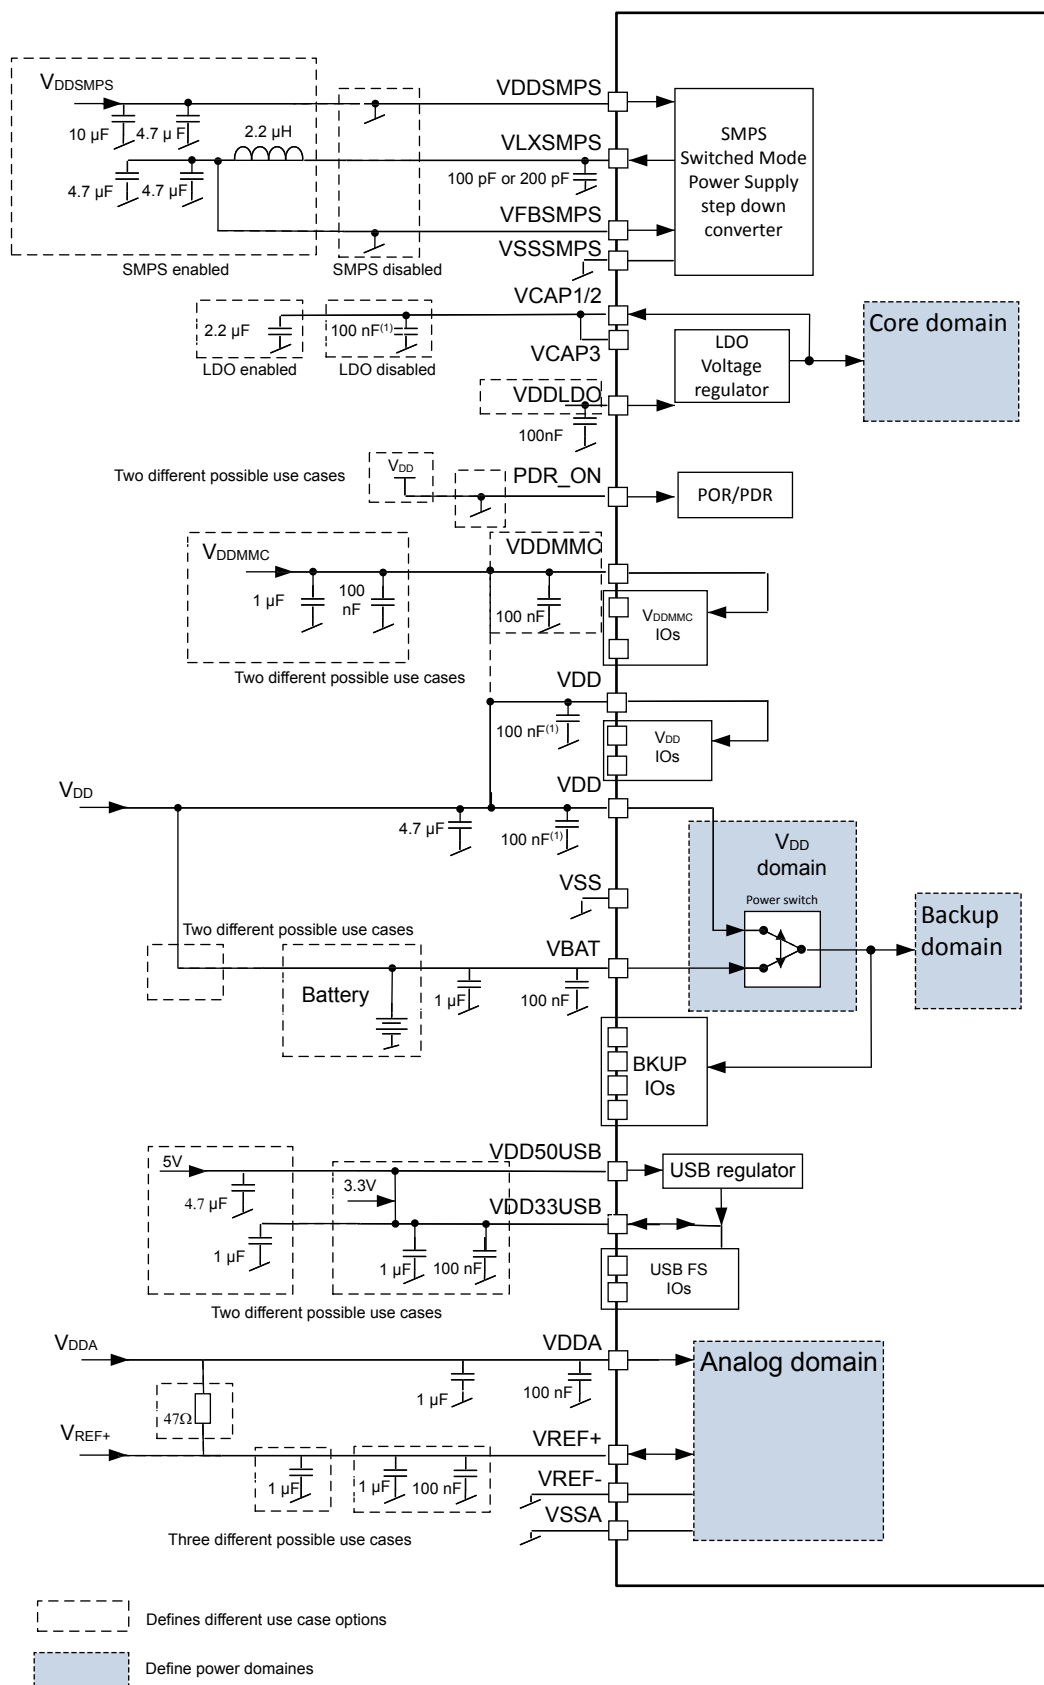 VDDSMPS
VDDSMPS
10 µF
4.7 µ F
2.2 µH
VLXSMPS
SMPS
Switched Mode
Power Supply
step down
converter
4.7 µF
4.7 µF
100 pF or 200 pF
VFBSMPS
VSSSMPS
SMPS enabled
SMPS disabled
VCAP1/2
2.2 µF
100 nF(1)
Core domain
LDO enabled
LDO disabled
VCAP3
LDO
Voltage
regulator
VDDLDO
100nF
Two different possible use cases
VDD
PDR_ON
POR/PDR
VDDMMC
VDDMMC
1 µF
100
nF
100 nF
VDDMMC
IOs
Two different possible use cases
VDD
100 nF(1)
VDD
IOs
VDD
VDD
4.7 µF
100 nF(1)
VDD
domain
VSS
Power switch
Backup
domain
Two different possible use cases
VBAT
Battery
1 µF
100 nF
BKUP
IOs
VDD50USB
5V
USB regulator
4.7 µF
3.3V
VDD33USB
1 µF
1 µF
100 nF
USB FS
IOs
Two different possible use cases
VDDA
VDDA
Analog domain
1 µF
100 nF
47Ω
VREF+
VREF+
1 µF
1 µF
100 nF
VREF-
VSSA
Three different possible use cases
Defines different use case options
Define power domaines